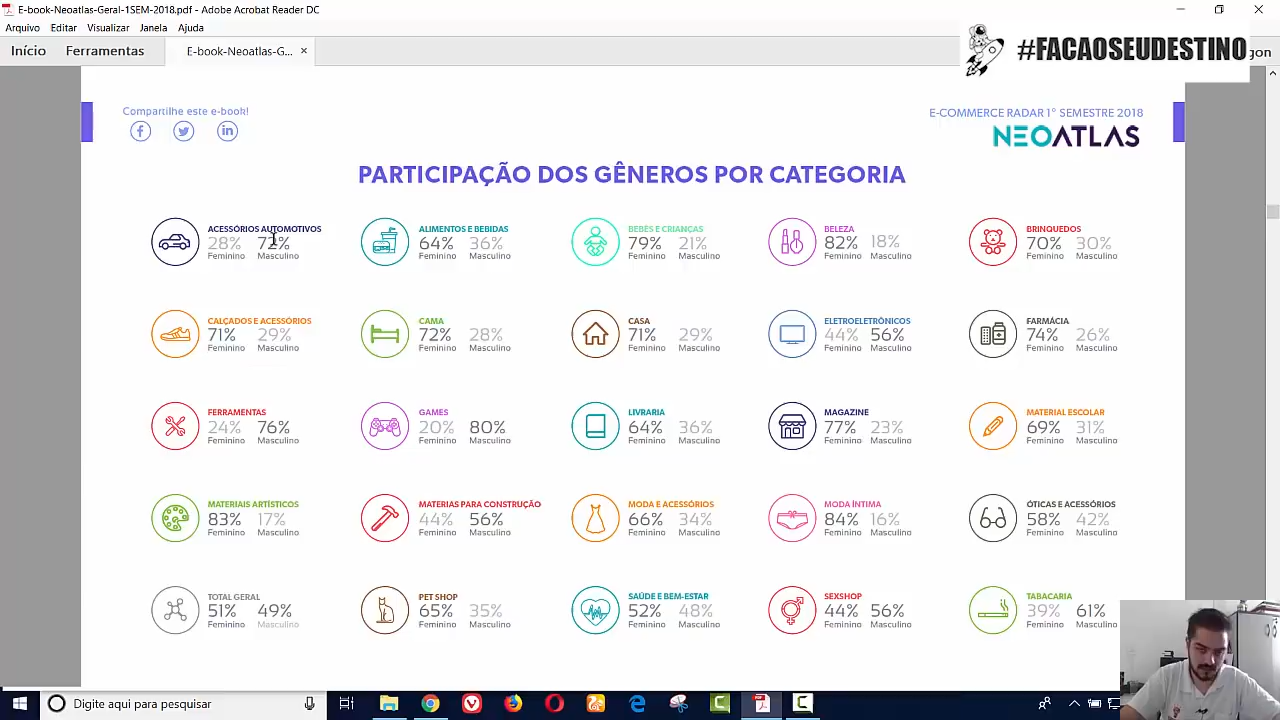 E-book-Neoatlas-Geral-1SEM-2018.pdf - Adobe Acrobat Reader DC
Arquivo Editar Visualizar Janela Ajuda
Início Ferramentas E-book-Neoatlas-G... ×
#FACAOSEUDESTINO
Compartilhe este e-book!
E-COMMERCE RADAR 1° SEMESTRE 2018
NEOATLAS
PARTICIPAÇÃO DOS GÊNEROS POR CATEGORIA
ACESSÓRIOS AUTOMOTIVOS
28% 72%
Feminino Masculino
ALIMENTOS E BEBIDAS
64% 36%
Feminino Masculino
BEBÊS E CRIANÇAS
79% 21%
Feminino Masculino
BELEZA
82% 18%
Feminino Masculino
BRINQUEDOS
70% 30%
Feminino Masculino
CALÇADOS E ACESSÓRIOS
71% 29%
Feminino Masculino
CAMA
72% 28%
Feminino Masculino
CASA
71% 29%
Feminino Masculino
ELETROELETRÔNICOS
44% 56%
Feminino Masculino
FARMÁCIA
74% 26%
Feminino Masculino
FERRAMENTAS
24% 76%
Feminino Masculino
GAMES
20% 80%
Feminino Masculino
LIVRARIA
64% 36%
Feminino Masculino
MAGAZINE
77% 23%
Feminino Masculino
MATERIAL ESCOLAR
69% 31%
Feminino Masculino
MATERIAIS ARTÍSTICOS
83% 17%
Feminino Masculino
MATERIAS PARA CONSTRUÇÃO
44% 56%
Feminino Masculino
MODA E ACESSÓRIOS
66% 34%
Feminino Masculino
MODA ÍNTIMA
84% 16%
Feminino Masculino
ÓTICAS E ACESSÓRIOS
58% 42%
Feminino Masculino
TOTAL GERAL
51% 49%
Feminino Masculino
PET SHOP
65% 35%
Feminino Masculino
SAÚDE E BEM-ESTAR
52% 48%
Feminino Masculino
SEXSHOP
44% 56%
Feminino Masculino
TABACARIA
39% 61%
Feminino Masculino
Digite aqui para pesquisar